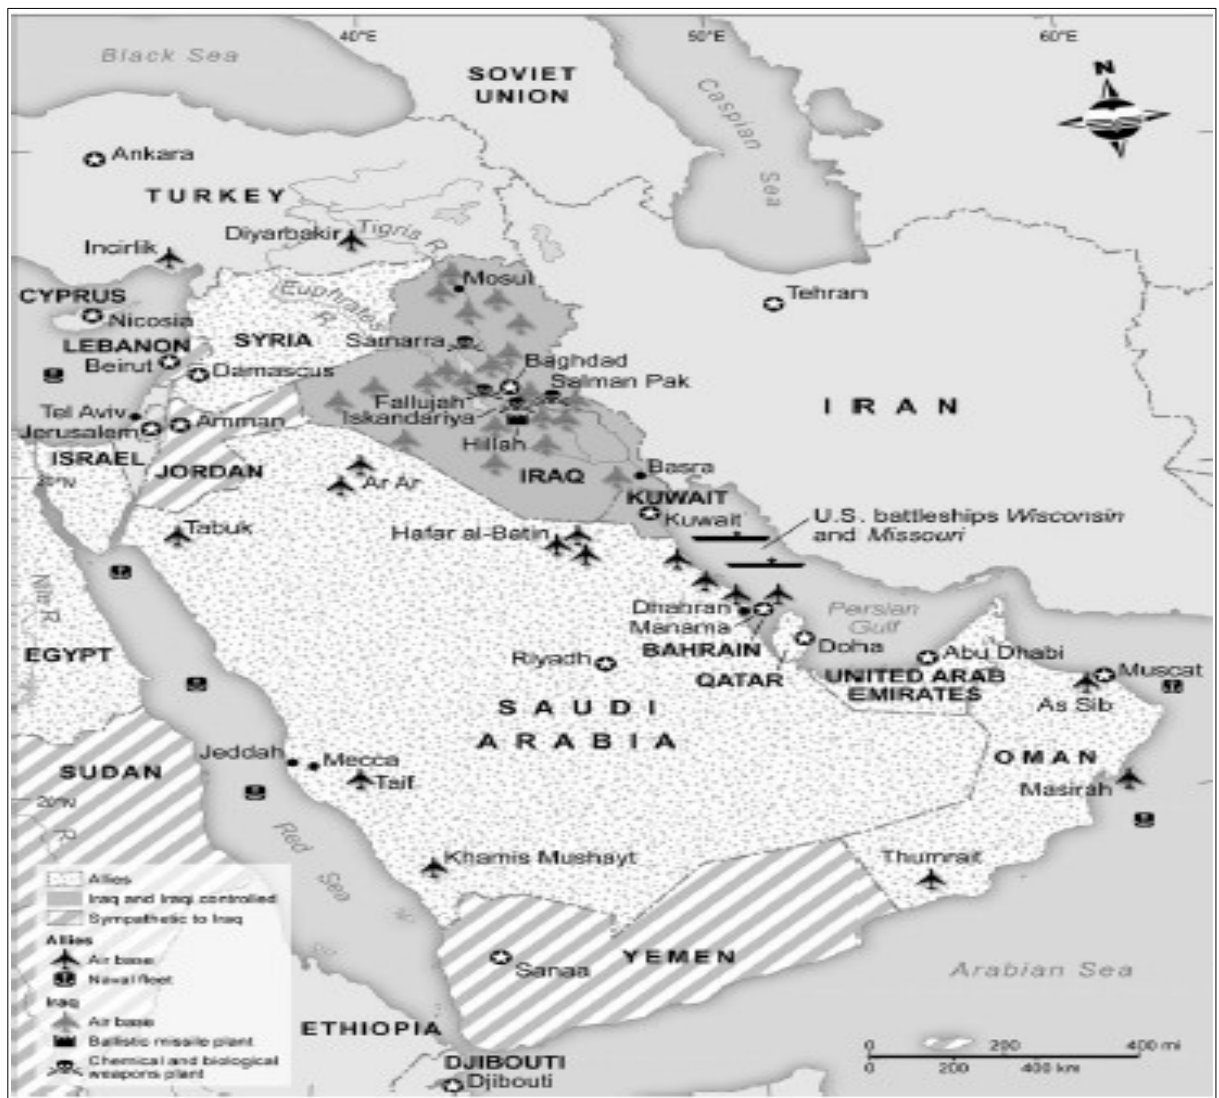 40°E
50°E
60°E
Black Sea
SOVIET
UNION
Caspian Sea
N
Ankara
TURKEY
Diyarbakir
Tigris R.
Incirlik
Mosul
CYPRUS
Nicosia
Euphrates R.
Tehran
LEBANON
SYRIA
Samarra
Beirut
Damascus
Baghdad
Salman Pak
Fallujah
Iskandariya
IRAN
Tel Aviv
Jerusalem
Amman
Hillah
ISRAEL
JORDAN
IRAQ
Basra
30°N
Ar Ar
KUWAIT
Kuwait
U.S. battleships Wisconsin
and Missouri
Tabuk
Hafar al-Batin
Nile R.
Dhahran
Manama
Persian
Gulf
EGYPT
BAHRAIN
Doha
Abu Dhabi
Riyadh
QATAR
UNITED ARAB
EMIRATES
Muscat
As Sib
SAUDI
ARABIA
Jeddah
Mecca
OMAN
SUDAN
Taif
Masirah
20°N
R.
Red Sea
Khamis Mushayt
Thumrait
Allies
Iraq and Iraqi controlled
Sympathetic to Iraq
Allies
Air base
Naval fleet
Iraq
Air base
Ballistic missile plant
Chemical and biological
weapons plant
Sanaa
YEMEN
Arabian Sea
ETHIOPIA
DJIBOUTI
Djibouti
0 200 400 mi
0 200 400 km